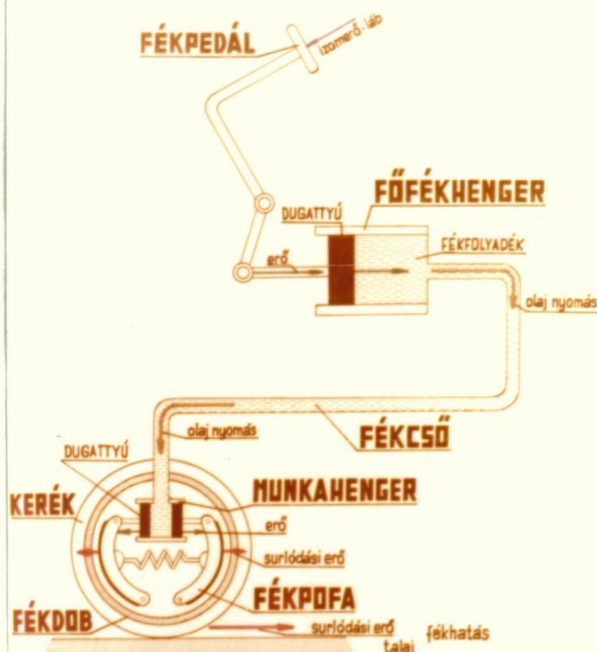 FÉKPEDÁL
izomerő-láb
FŐFÉKHENGER
DUGATTYÚ
FÉKFOLYADÉK
erő
olaj nyomás
olaj nyomás
FÉKCSŐ
DUGATTYÚ
KERÉK
MUNKAHENGER
erő
surlódási erő
FÉKPOFA
FÉKDOB
surlódási erő
talaj
fékhatás